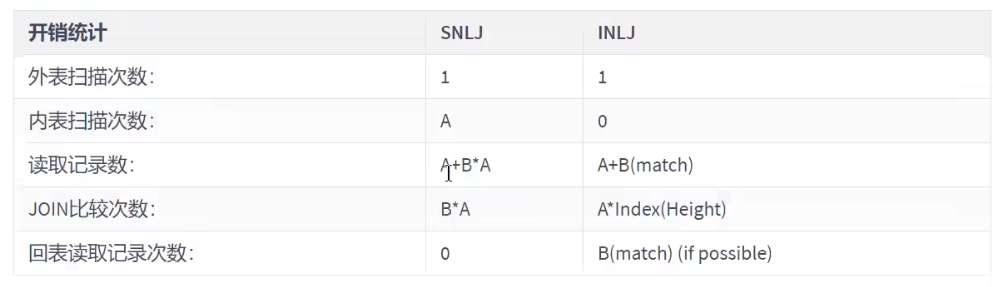 开销统计 SNLJ INLJ
外表扫描次数： 1 1
内表扫描次数： A 0
读取记录数： A+B*A A+B(match)
JOIN比较次数： B*A A*Index(Height)
回表读取记录次数： 0 B(match) (if possible)